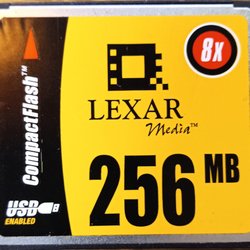 8x
CompactFlash™
LEXAR
Media™
256 MB
USB
ENABLED